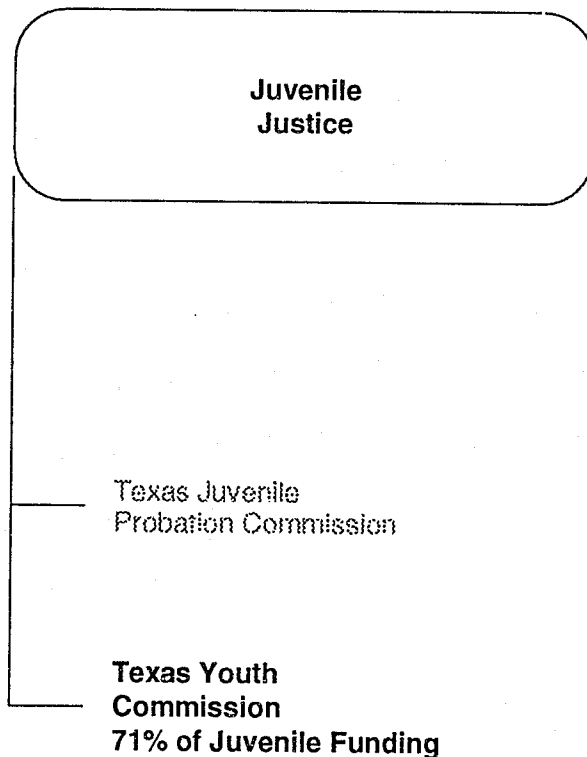 Juvenile
Justice
Texas Juvenile
Probation Commission
Texas Youth
Commission
71% of Juvenile Funding